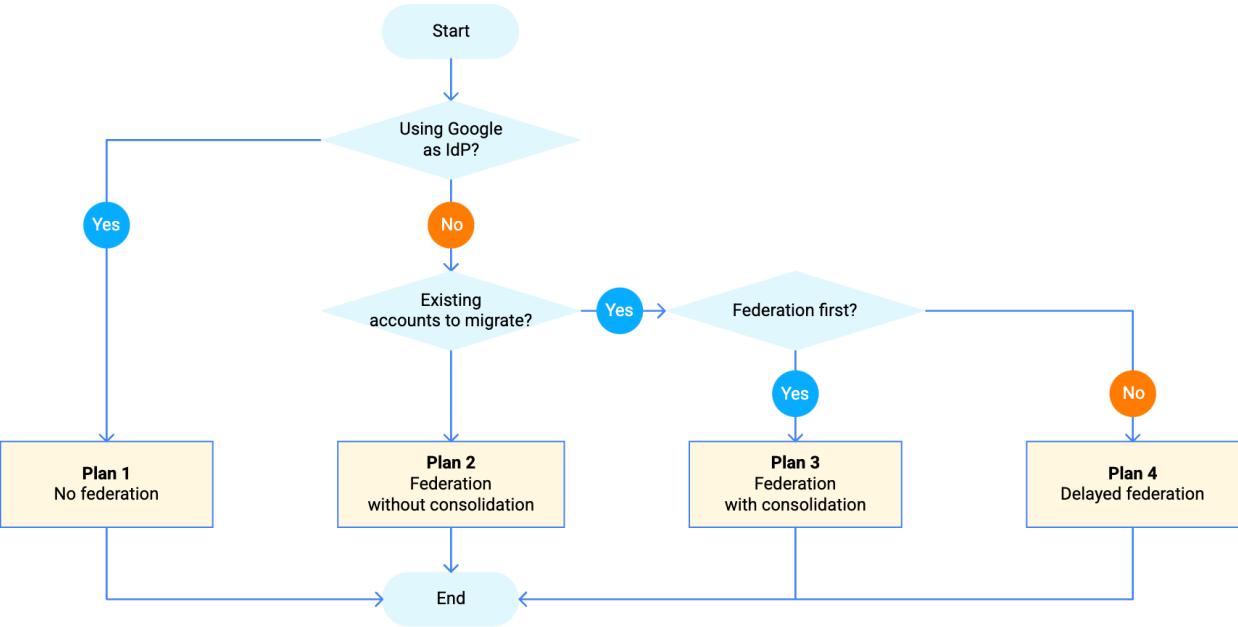 Start
Using Google
as IdP?
Yes
No
Existing
accounts to migrate?
Yes
Federation first?
Yes
No
Plan 1
No federation
Plan 2
Federation
without consolidation
Plan 3
Federation
with consolidation
Plan 4
Delayed federation
End